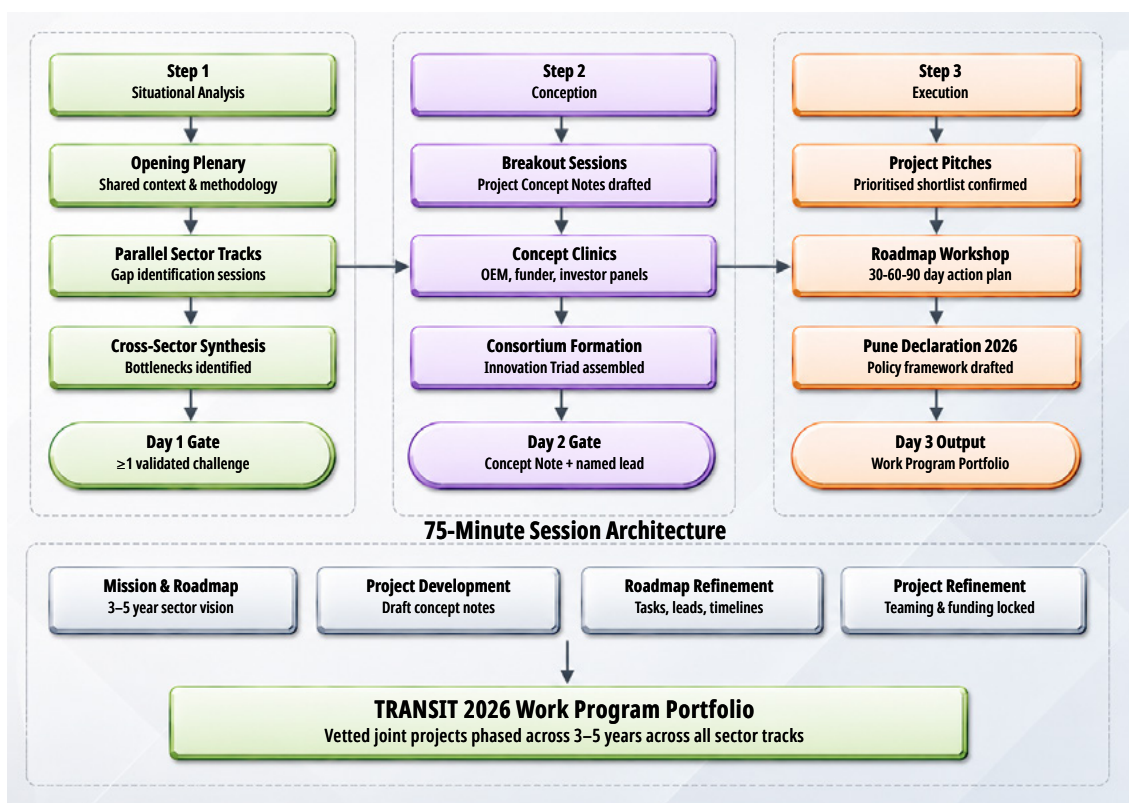 Step 1
Situational Analysis
Opening Plenary
Shared context & methodology
Parallel Sector Tracks
Gap identification sessions
Cross-Sector Synthesis
Bottlenecks identified
Day 1 Gate
≥1 validated challenge
Step 2
Conception
Breakout Sessions
Project Concept Notes drafted
Concept Clinics
OEM, funder, investor panels
Consortium Formation
Innovation Triad assembled
Day 2 Gate
Concept Note + named lead
Step 3
Execution
Project Pitches
Prioritised shortlist confirmed
Roadmap Workshop
30-60-90 day action plan
Pune Declaration 2026
Policy framework drafted
Day 3 Output
Work Program Portfolio
75-Minute Session Architecture
Mission & Roadmap
3–5 year sector vision
Project Development
Draft concept notes
Roadmap Refinement
Tasks, leads, timelines
Project Refinement
Teaming & funding locked
TRANSIT 2026 Work Program Portfolio
Vetted joint projects phased across 3–5 years across all sector tracks